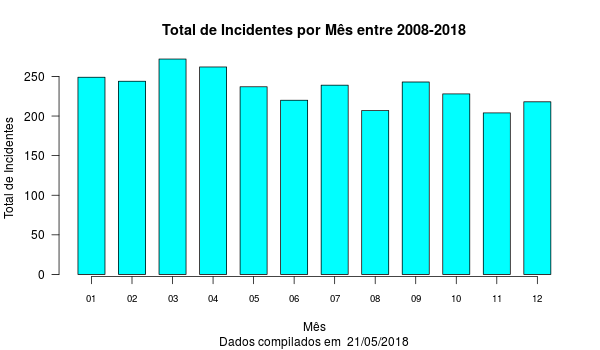 Total de Incidentes por Mês entre 2008-2018
Total de Incidentes
250
200
150
100
50
0
01 02 03 04 05 06 07 08 09 10 11 12
Mês
Dados compilados em  21/05/2018